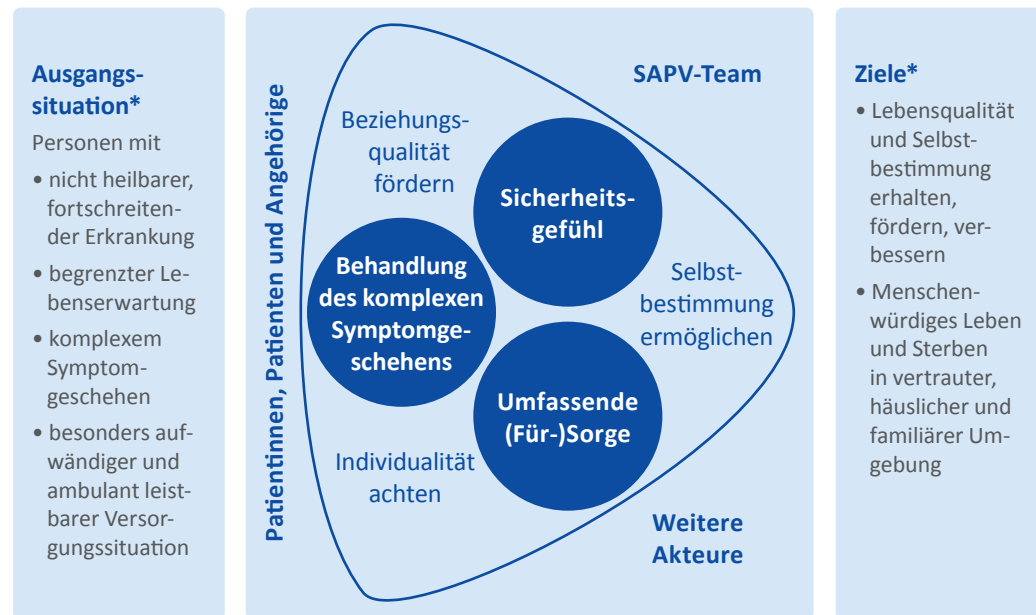 Ausgangs-
situation*
Personen mit
• nicht heilbarer,
fortschreiten-
der Erkrankung
• begrenzter Le-
benserwartung
• komplexem
Symptom-
geschehen
• besonders auf-
wändiger und
ambulant leist-
barer Versor-
gungssituation
Patientinnen, Patienten und Angehörige
SAPV-Team
Beziehungs-
qualität
fördern
Sicherheits-
gefühl
Behandlung
des komplexen
Symptomge-
schehens
Selbst-
bestimmung
ermöglichen
Umfassende
(Für-)Sorge
Individualität
achten
Weitere
Akteure
Ziele*
• Lebensqualität
und Selbst-
bestimmung
erhalten,
fördern, ver-
bessern
• Menschen-
würdiges Leben
und Sterben
in vertrauter,
häuslicher und
familiärer Um-
gebung